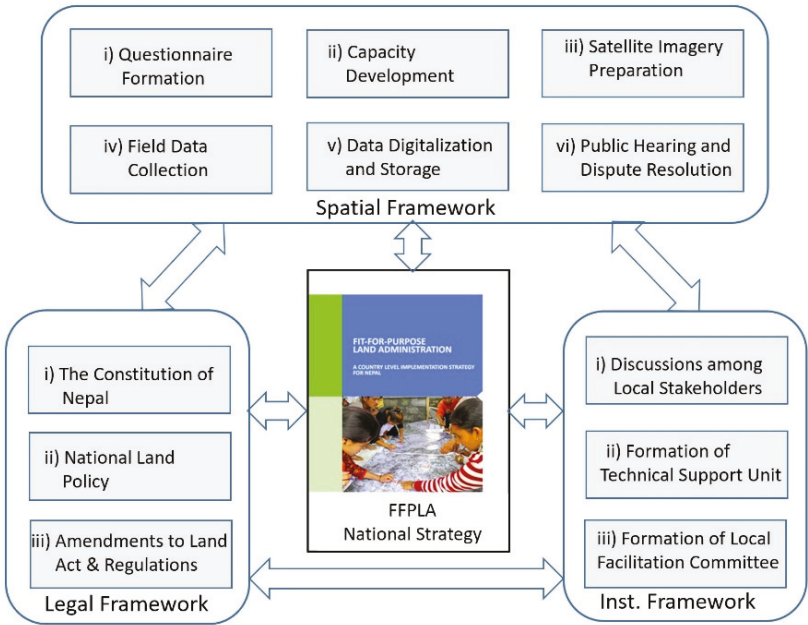 i) Questionnaire
Formation
ii) Capacity
Development
iii) Satellite Imagery
Preparation
iv) Field Data
Collection
v) Data Digitalization
and Storage
vi) Public Hearing and
Dispute Resolution
Spatial Framework
i) The Constitution of
Nepal
ii) National Land
Policy
iii) Amendments to Land
Act & Regulations
Legal Framework
FIT-FOR-PURPOSE
LAND ADMINISTRATION
A COUNTRY LEVEL IMPLEMENTATION STRATEGY
FOR NEPAL
FFPLA
National Strategy
i) Discussions among
Local Stakeholders
ii) Formation of
Technical Support Unit
iii) Formation of Local
Facilitation Committee
Inst. Framework